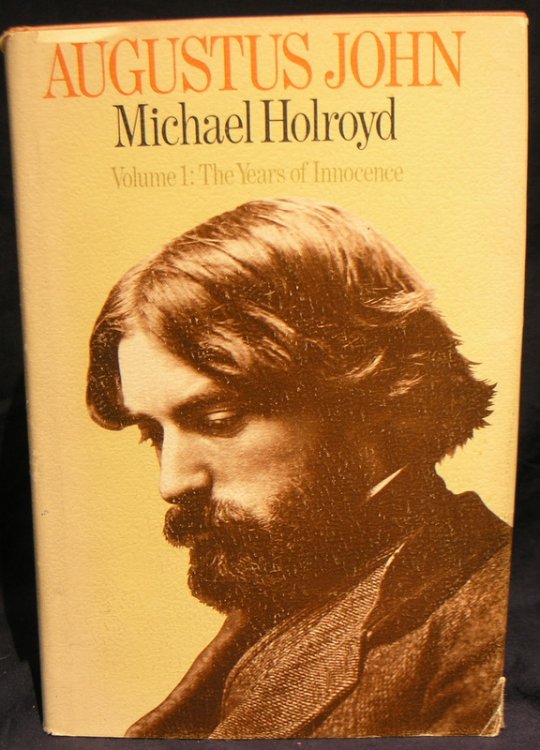 AUGUSTUS JOHN
Michael Holroyd
Volume 1: The Years of Innocence